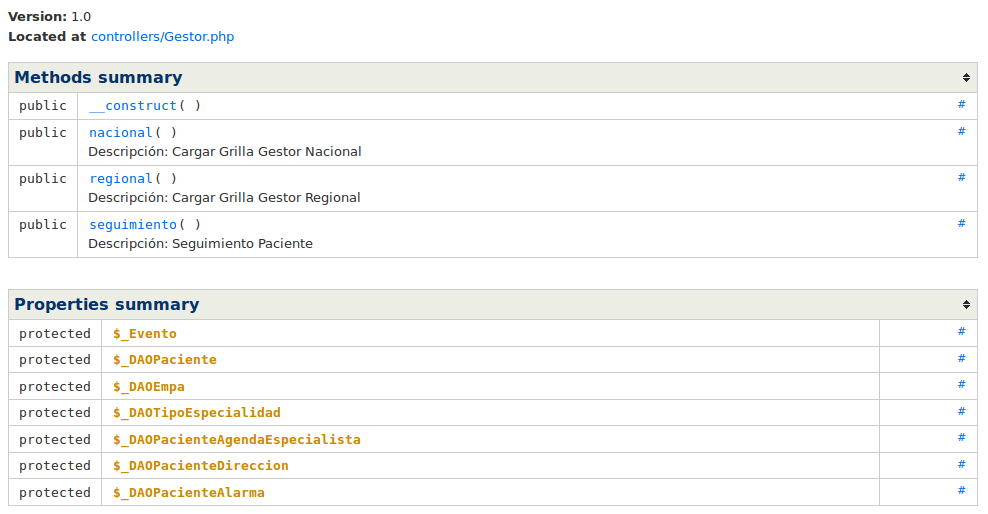 Version: 1.0
Located at controllers/Gestor.php
Methods summary
public __construct( ) #
public nacional( ) #
Descripción: Cargar Grilla Gestor Nacional
public regional( ) #
Descripción: Cargar Grilla Gestor Regional
public seguimiento( ) #
Descripción: Seguimiento Paciente
Properties summary
protected $_Evento #
protected $_DAOPaciente #
protected $_DAOEmpa #
protected $_DAOTipoEspecialidad #
protected $_DAOPacienteAgendaEspecialista #
protected $_DAOPacienteDireccion #
protected $_DAOPacienteAlarma #